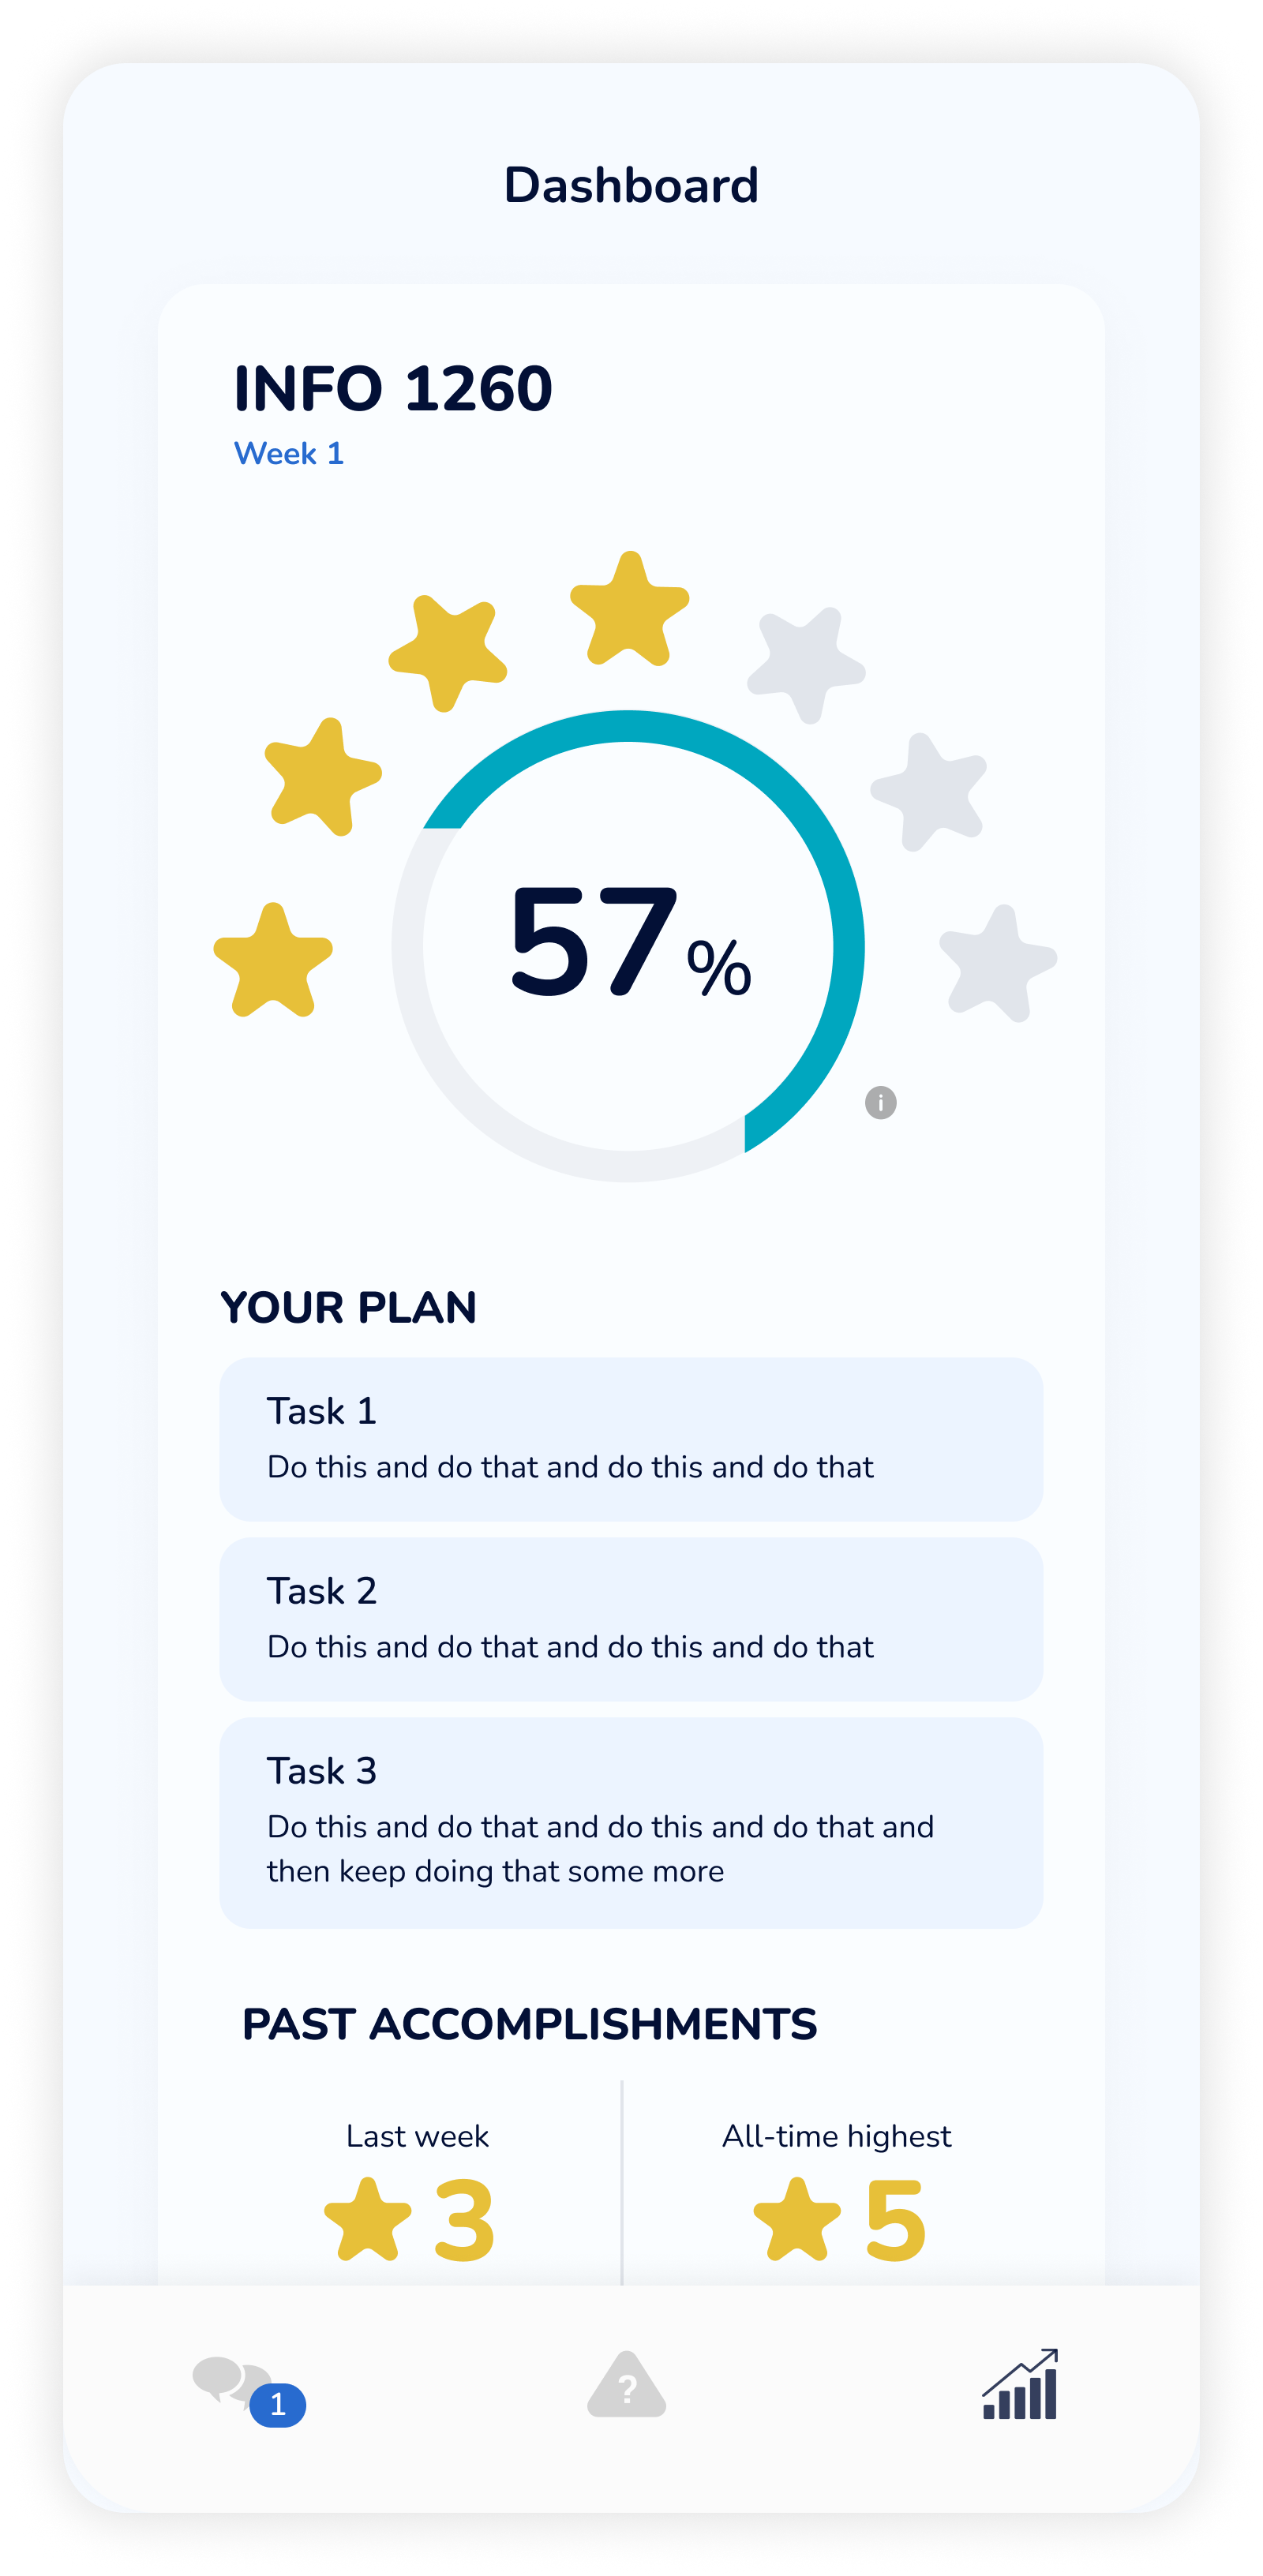 Dashboard
INFO 1260
Week 1
57%
i
YOUR PLAN
Task 1
Do this and do that and do this and do that
Task 2
Do this and do that and do this and do that
Task 3
Do this and do that and do this and do that and
then keep doing that some more
PAST ACCOMPLISHMENTS
Last week
3
All-time highest
5
1
?